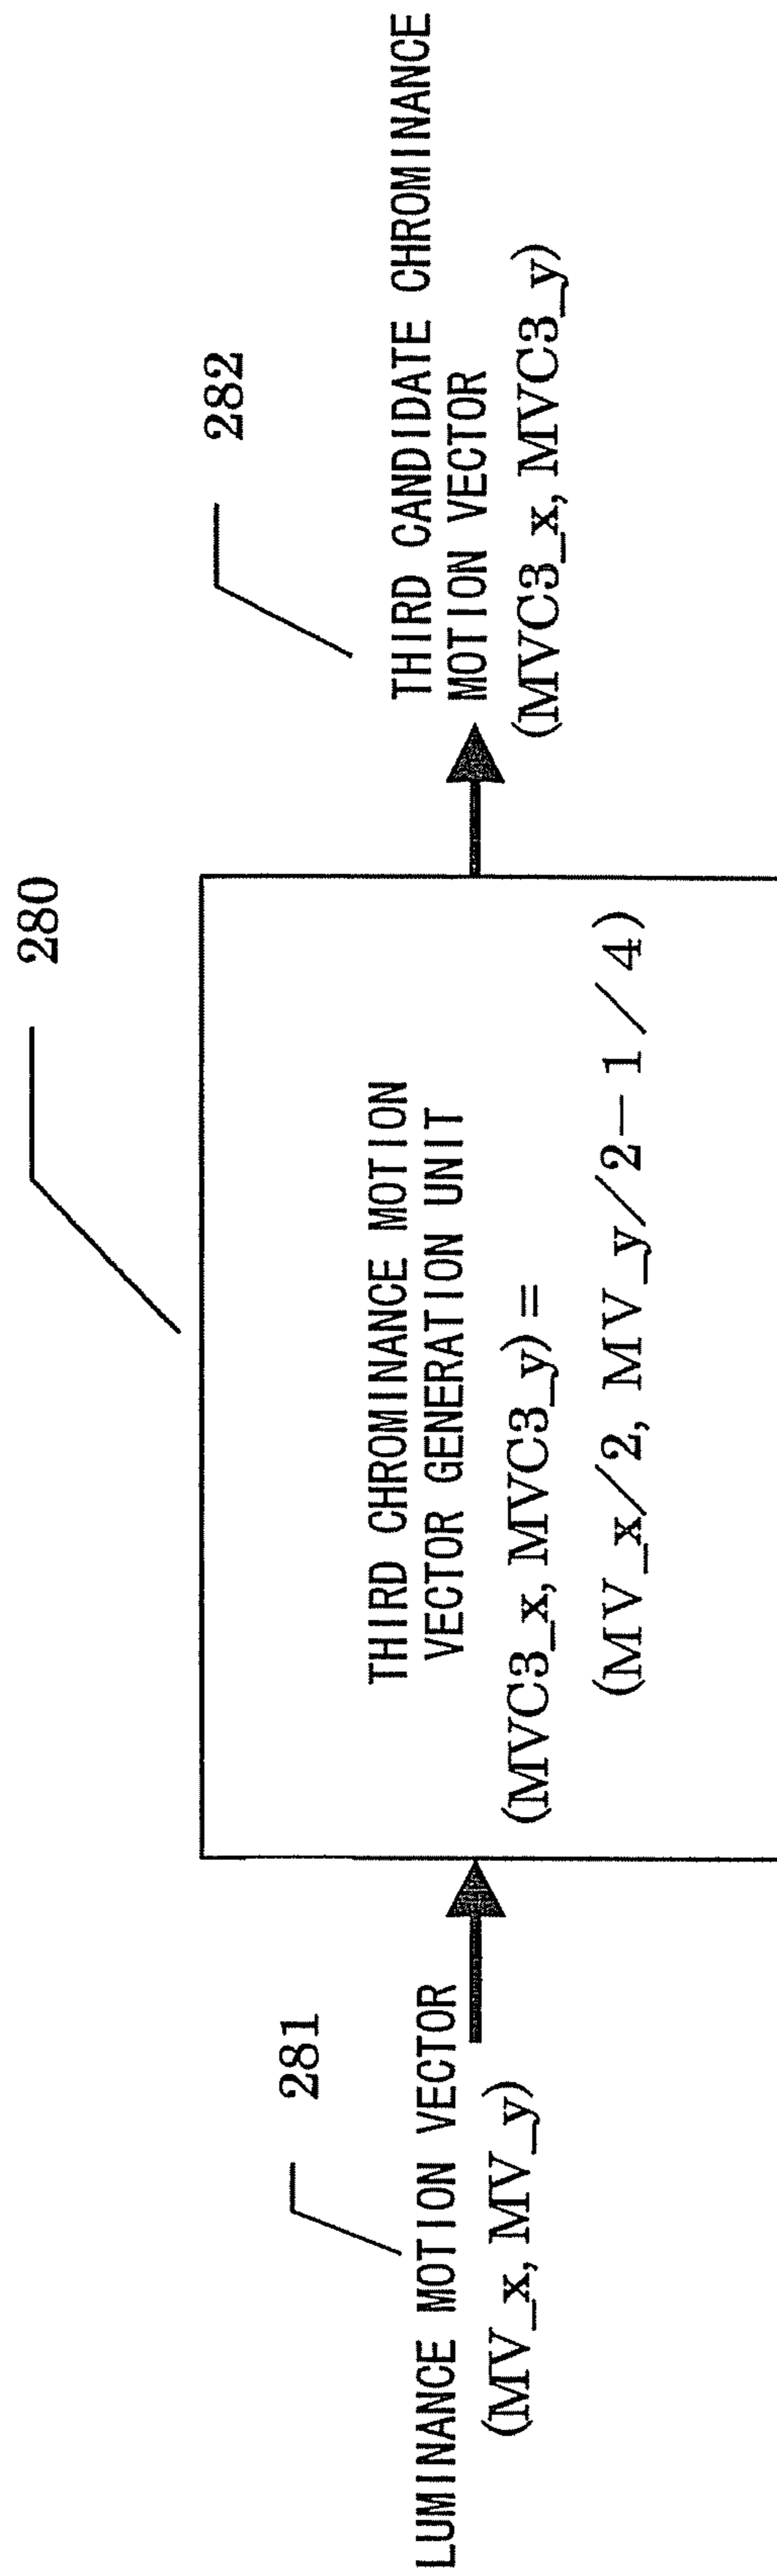 280
281
LUMINANCE MOTION VECTOR
(MV_x, MV_y)
THIRD CHROMINANCE MOTION
VECTOR GENERATION UNIT
(MVC3_x, MVC3_y) =
(MV_x/2, MV_y/2-1/4)
282
THIRD CANDIDATE CHROMINANCE
MOTION VECTOR
(MVC3_x, MVC3_y)